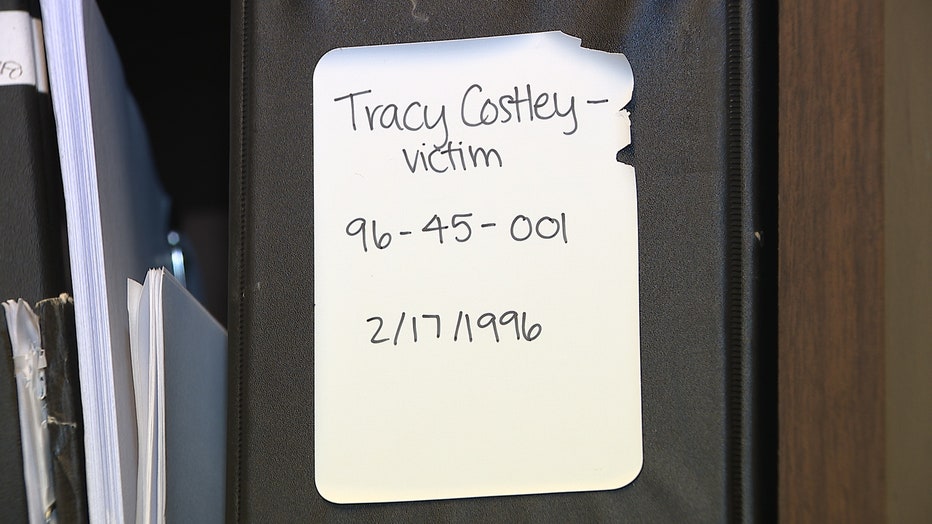 Tracy Costley -
victim
96-45-001
2/17/1996